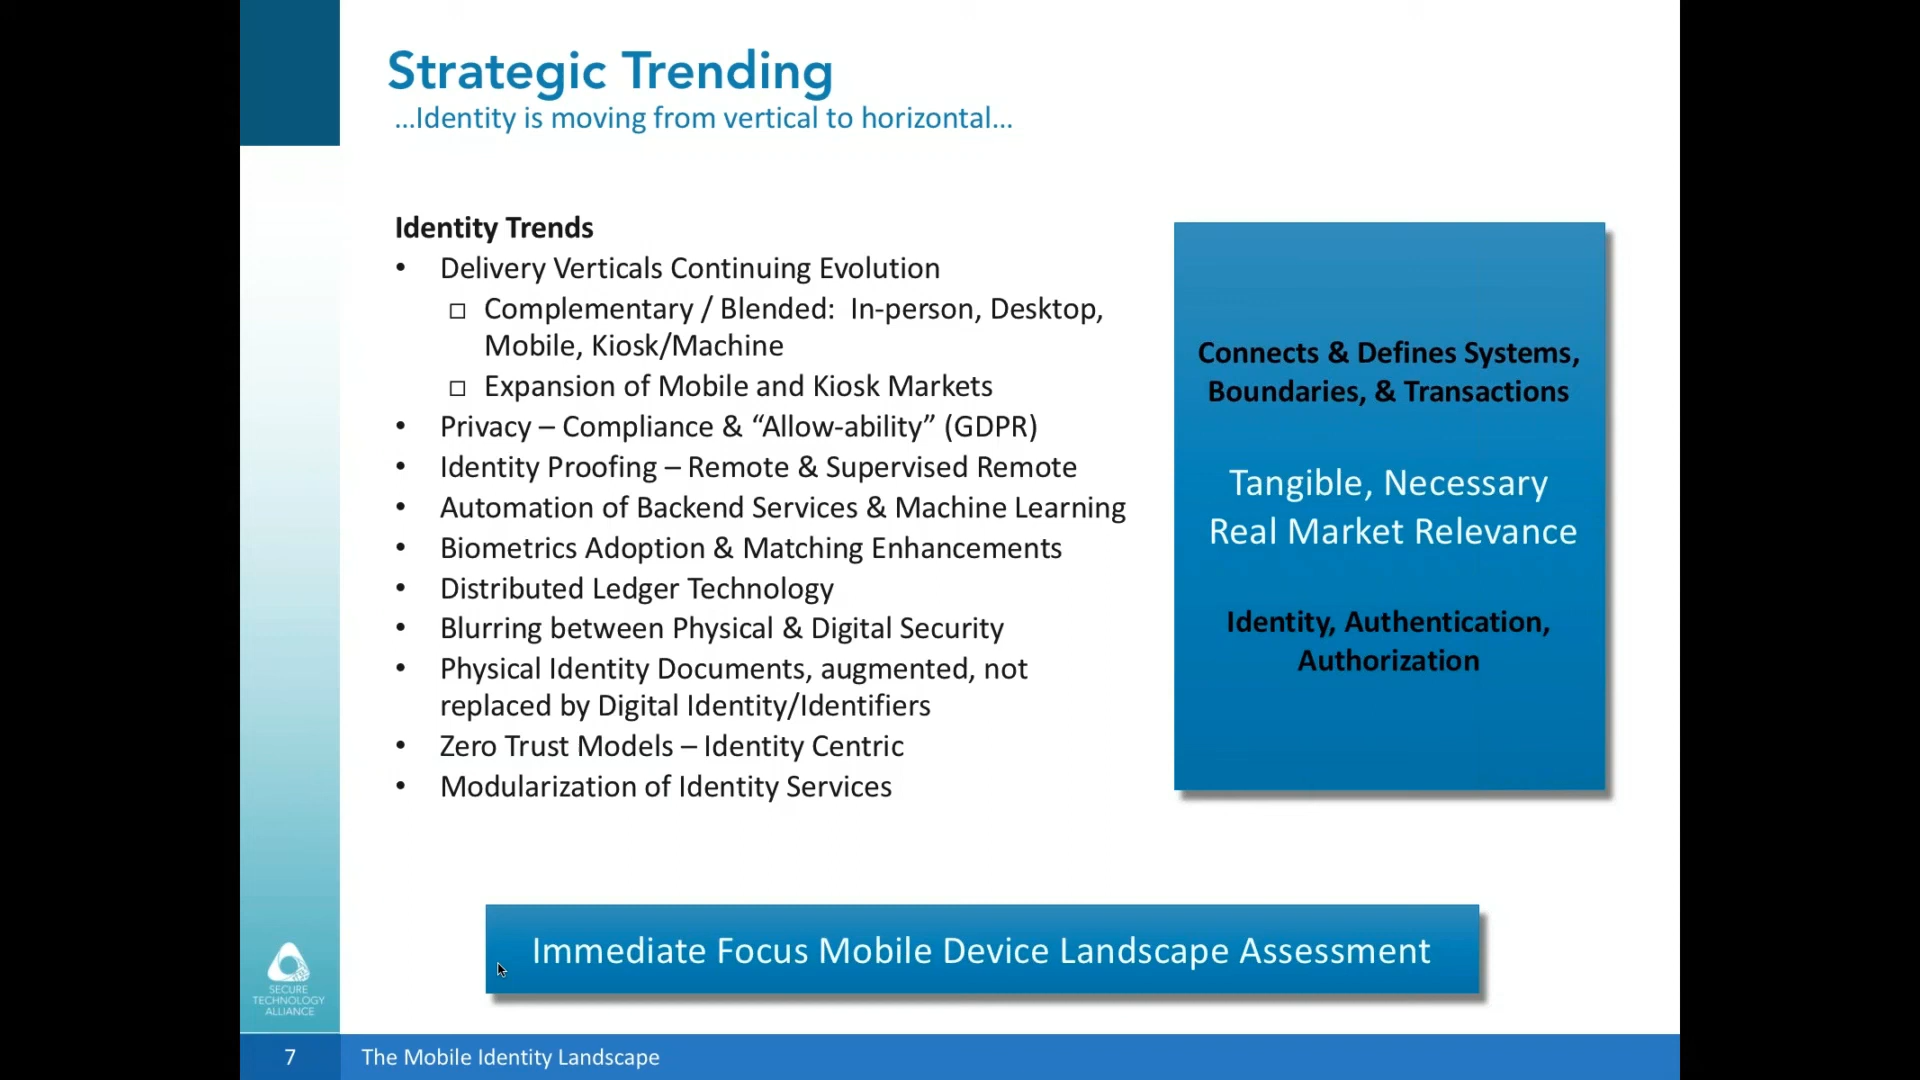 Strategic Trending
...Identity is moving from vertical to horizontal...
Identity Trends
• Delivery Verticals Continuing Evolution
□ Complementary / Blended:  In-person, Desktop,
Mobile, Kiosk/Machine
□ Expansion of Mobile and Kiosk Markets
• Privacy – Compliance & “Allow-ability” (GDPR)
• Identity Proofing – Remote & Supervised Remote
• Automation of Backend Services & Machine Learning
• Biometrics Adoption & Matching Enhancements
• Distributed Ledger Technology
• Blurring between Physical & Digital Security
• Physical Identity Documents, augmented, not
replaced by Digital Identity/Identifiers
• Zero Trust Models – Identity Centric
• Modularization of Identity Services
Connects & Defines Systems,
Boundaries, & Transactions
Tangible, Necessary
Real Market Relevance
Identity, Authentication,
Authorization
Immediate Focus Mobile Device Landscape Assessment
SECURE
TECHNOLOGY
ALLIANCE
7
The Mobile Identity Landscape